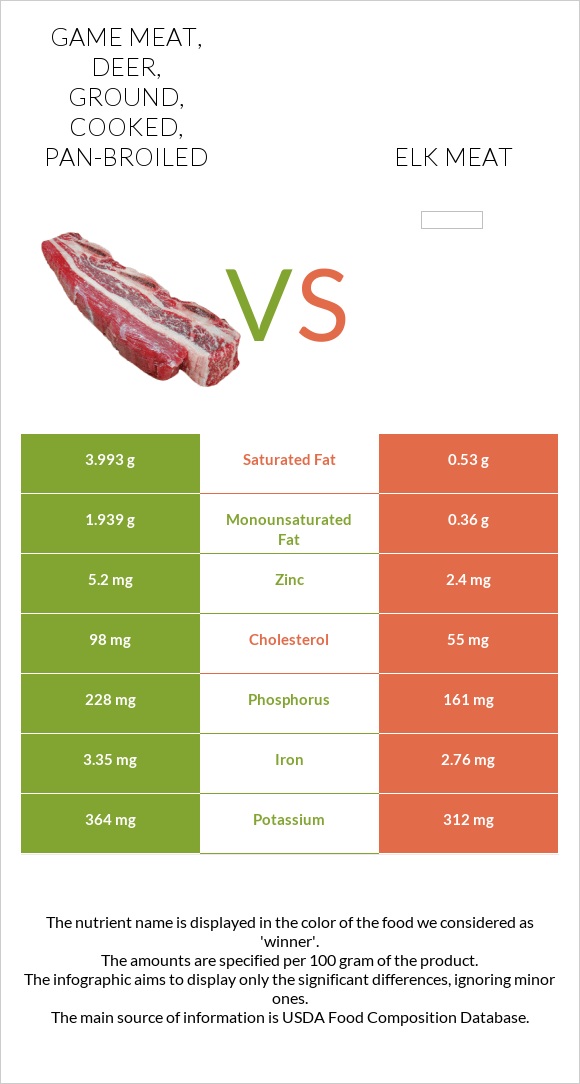 GAME MEAT,
DEER,
GROUND,
COOKED,
PAN-BROILED
ELK MEAT
VS
3.993 g Saturated Fat 0.53 g
1.939 g Monounsaturated 0.36 g
Fat
5.2 mg Zinc 2.4 mg
98 mg Cholesterol 55 mg
228 mg Phosphorus 161 mg
3.35 mg Iron 2.76 mg
364 mg Potassium 312 mg
The nutrient name is displayed in the color of the food we considered as
'winner'.
The amounts are specified per 100 gram of the product.
The infographic aims to display only the significant differences, ignoring minor
ones.
The main source of information is USDA Food Composition Database.